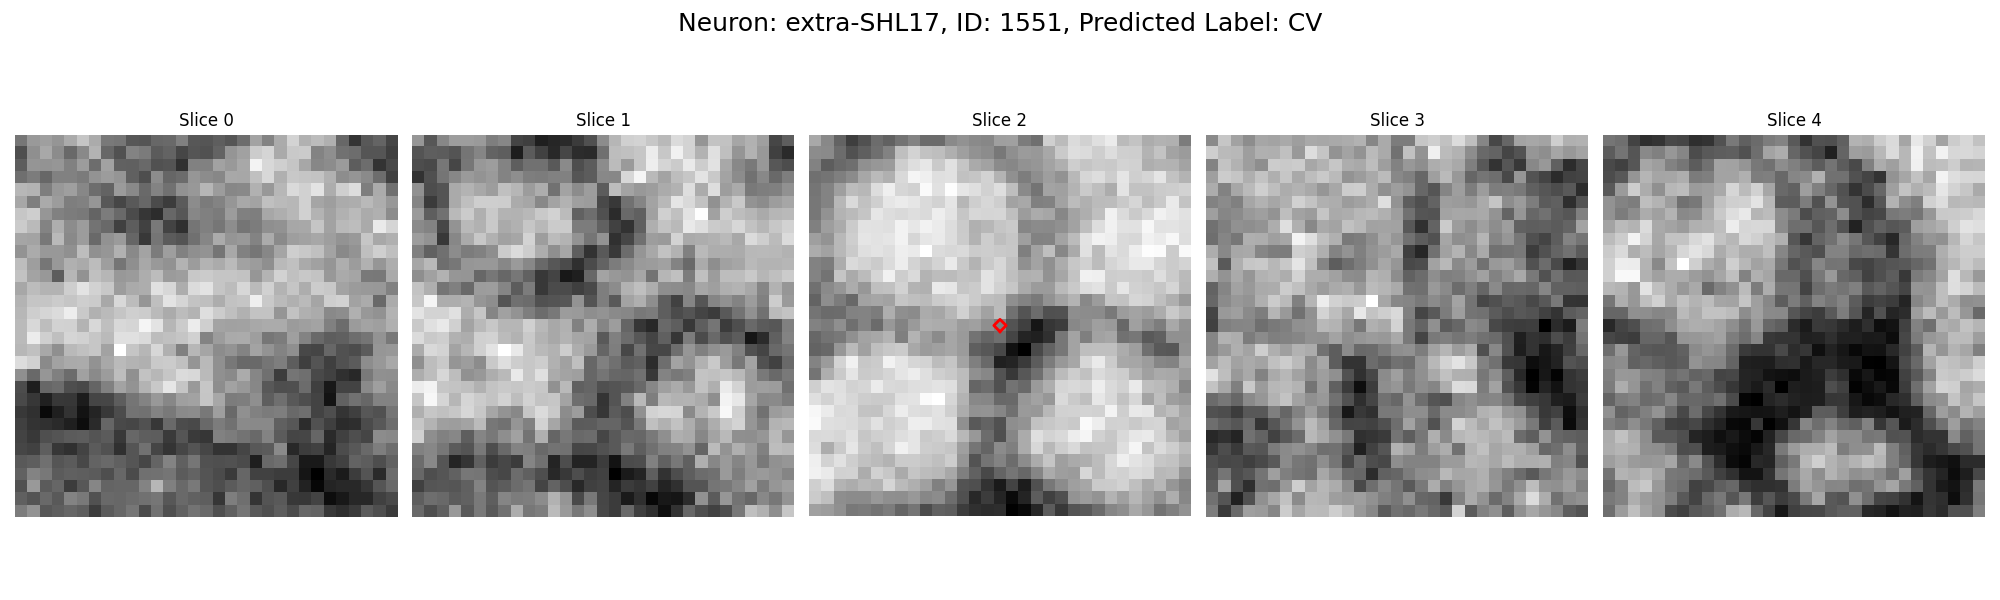 Neuron: extra-SHL17, ID: 1551, Predicted Label: CV
Slice 0
Slice 1
Slice 2
Slice 3
Slice 4